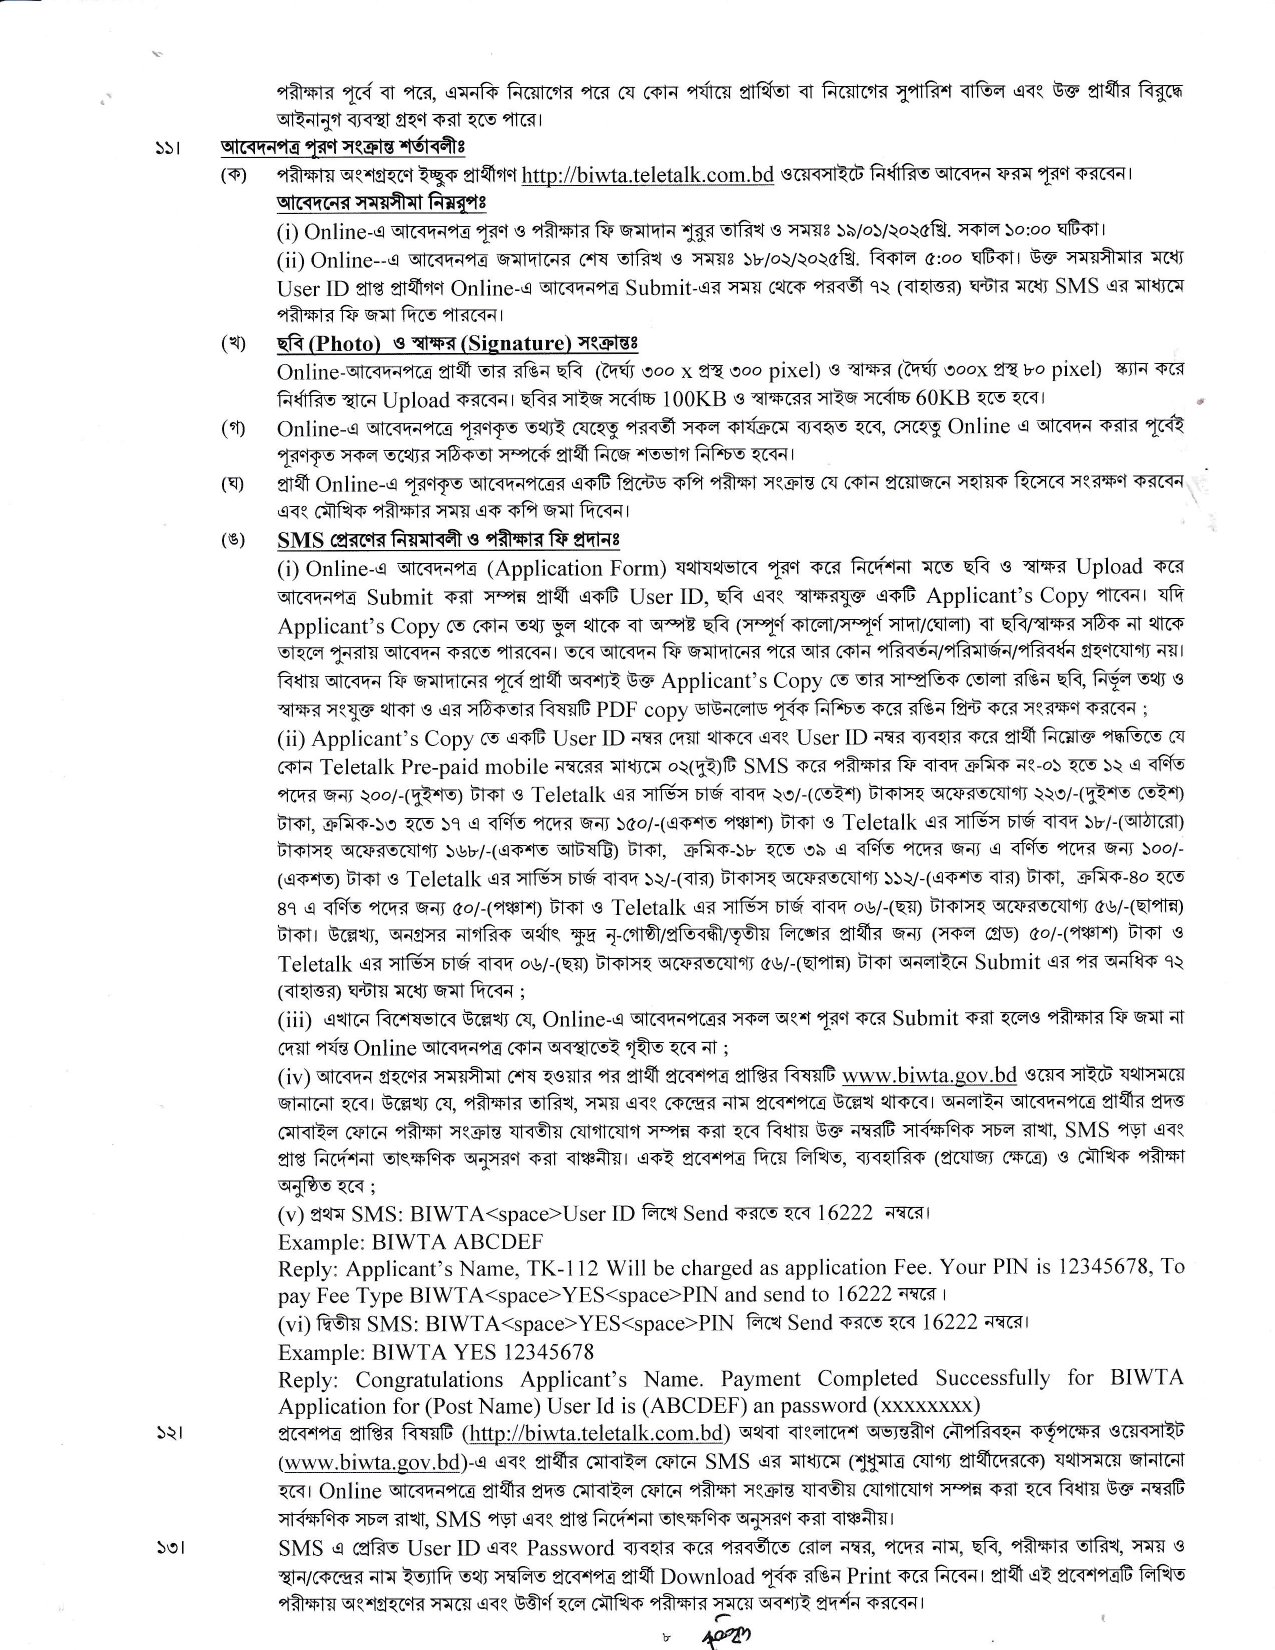 পরীক্ষার পূর্বে বা পরে, এমনকি নিয়োগের পরে যে কোন পর্যায়ে প্রার্থিতা বা নিয়োগের সুপারিশ বাতিল এবং উক্ত প্রার্থীর বিরুদ্ধে
আইনানুগ ব্যবস্থা গ্রহণ করা হতে পারে।
১১। আবেদনপত্র পূরণ সংক্রান্ত শর্তাবলীঃ
(ক) পরীক্ষায় অংশগ্রহণে ইচ্ছুক প্রার্থীগণ http://biwta.teletalk.com.bd ওয়েবসাইটে নির্ধারিত আবেদন ফরম পূরণ করবেন।
আবেদনের সময়সীমা নিম্নরূপঃ
(i) Online-এ আবেদনপত্র পূরণ ও পরীক্ষার ফি জমাদান শুরুর তারিখ ও সময়ঃ ১৯/০১/২০২৫খ্রি. সকাল ১০:০০ ঘটিকা।
(ii) Online--এ আবেদনপত্র জমাদানের শেষ তারিখ ও সময়ঃ ১৮/০২/২০২৫খ্রি. বিকাল ৫:০০ ঘটিকা। উক্ত সময়সীমার মধ্যে
User ID প্রাপ্ত প্রার্থীগণ Online-এ আবেদনপত্র Submit-এর সময় থেকে পরবর্তী ৭২ (বাহাত্তর) ঘন্টার মধ্যে SMS এর মাধ্যমে
পরীক্ষার ফি জমা দিতে পারবেন।
(খ) ছবি (Photo) ও স্বাক্ষর (Signature) সংক্রান্তঃ
Online-আবেদনপত্রে প্রার্থী তার রঙিন ছবি (দৈর্ঘ্য ৩০০ x প্রস্থ ৩০০ pixel) ও স্বাক্ষর (দৈর্ঘ্য ৩০০x প্রস্থ ৮০ pixel) স্ক্যান করে
নির্ধারিত স্থানে Upload করবেন। ছবির সাইজ সর্বোচ্চ 100KB ও স্বাক্ষরের সাইজ সর্বোচ্চ 60KB হতে হবে।
(গ) Online-এ আবেদনপত্রে পূরণকৃত তথ্যই যেহেতু পরবর্তী সকল কার্যক্রমে ব্যবহৃত হবে, সেহেতু Online এ আবেদন করার পূর্বেই
পূরণকৃত সকল তথ্যের সঠিকতা সম্পর্কে প্রার্থী নিজে শতভাগ নিশ্চিত হবেন।
(ঘ) প্রার্থী Online-এ পূরণকৃত আবেদনপত্রের একটি প্রিন্টেড কপি পরীক্ষা সংক্রান্ত যে কোন প্রয়োজনে সহায়ক হিসেবে সংরক্ষণ করবেন
এবং মৌখিক পরীক্ষার সময় এক কপি জমা দিবেন।
(ঙ) SMS প্রেরণের নিয়মাবলী ও পরীক্ষার ফি প্রদানঃ
(i) Online-এ আবেদনপত্র (Application Form) যথাযথভাবে পূরণ করে নির্দেশনা মতে ছবি ও স্বাক্ষর Upload করে
আবেদনপত্র Submit করা সম্পন্ন প্রার্থী একটি User ID, ছবি এবং স্বাক্ষরযুক্ত একটি Applicant’s Copy পাবেন। যদি
Applicant’s Copy তে কোন তথ্য ভুল থাকে বা অস্পষ্ট ছবি (সম্পূর্ণ কালো/সম্পূর্ণ সাদা/ঘোলা) বা ছবি/স্বাক্ষর সঠিক না থাকে
তাহলে পুনরায় আবেদন করতে পারবেন। তবে আবেদন ফি জমাদানের পরে আর কোন পরিবর্তন/পরিমার্জন/পরিবর্ধন গ্রহণযোগ্য নয়।
বিধায় আবেদন ফি জমাদানের পূর্বে প্রার্থী অবশ্যই উক্ত Applicant’s Copy তে তার সাম্প্রতিক তোলা রঙিন ছবি, নির্ভূল তথ্য ও
স্বাক্ষর সংযুক্ত থাকা ও এর সঠিকতার বিষয়টি PDF copy ডাউনলোড পূর্বক নিশ্চিত করে রঙিন প্রিন্ট করে সংরক্ষণ করবেন ;
(ii) Applicant’s Copy তে একটি User ID নম্বর দেয়া থাকবে এবং User ID নম্বর ব্যবহার করে প্রার্থী নিম্নোক্ত পদ্ধতিতে যে
কোন Teletalk Pre-paid mobile নম্বরের মাধ্যমে ০২(দুই)টি SMS করে পরীক্ষার ফি বাবদ ক্রমিক নং-০১ হতে ১২ এ বর্ণিত
পদের জন্য ২০০/-(দুইশত) টাকা ও Teletalk এর সার্ভিস চার্জ বাবদ ২৩/-(তেইশ) টাকাসহ অফেরতযোগ্য ২২৩/-(দুইশত তেইশ)
টাকা, ক্রমিক-১৩ হতে ১৭ এ বর্ণিত পদের জন্য ১৫০/-(একশত পঞ্চাশ) টাকা ও Teletalk এর সার্ভিস চার্জ বাবদ ১৮/-(আঠারো)
টাকাসহ অফেরতযোগ্য ১৬৮/-(একশত আটষট্টি) টাকা, ক্রমিক-১৮ হতে ৩৯ এ বর্ণিত পদের জন্য এ বর্ণিত পদের জন্য ১০০/-
(একশত) টাকা ও Teletalk এর সার্ভিস চার্জ বাবদ ১২/-(বার) টাকাসহ অফেরতযোগ্য ১১২/-(একশত বার) টাকা, ক্রমিক-৪০ হতে
৪৭ এ বর্ণিত পদের জন্য ৫০/-(পঞ্চাশ) টাকা ও Teletalk এর সার্ভিস চার্জ বাবদ ০৬/-(ছয়) টাকাসহ অফেরতযোগ্য ৫৬/-(ছাপান্ন)
টাকা। উল্লেখ্য, অনগ্রসর নাগরিক অর্থাৎ ক্ষুদ্র নৃ-গোষ্ঠী/প্রতিবন্ধী/তৃতীয় লিঙ্গের প্রার্থীর জন্য (সকল গ্রেড) ৫০/-(পঞ্চাশ) টাকা ও
Teletalk এর সার্ভিস চার্জ বাবদ ০৬/-(ছয়) টাকাসহ অফেরতযোগ্য ৫৬/-(ছাপান্ন) টাকা অনলাইনে Submit এর পর অনধিক ৭২
(বাহাত্তর) ঘন্টায় মধ্যে জমা দিবেন ;
(iii) এখানে বিশেষভাবে উল্লেখ্য যে, Online-এ আবেদনপত্রের সকল অংশ পূরণ করে Submit করা হলেও পরীক্ষার ফি জমা না
দেয়া পর্যন্ত Online আবেদনপত্র কোন অবস্থাতেই গৃহীত হবে না ;
(iv) আবেদন গ্রহণের সময়সীমা শেষ হওয়ার পর প্রার্থী প্রবেশপত্র প্রাপ্তির বিষয়টি www.biwta.gov.bd ওয়েব সাইটে যথাসময়ে
জানানো হবে। উল্লেখ্য যে, পরীক্ষার তারিখ, সময় এবং কেন্দ্রের নাম প্রবেশপত্রে উল্লেখ থাকবে। অনলাইন আবেদনপত্রে প্রার্থীর প্রদত্ত
মোবাইল ফোনে পরীক্ষা সংক্রান্ত যাবতীয় যোগাযোগ সম্পন্ন করা হবে বিধায় উক্ত নম্বরটি সার্বক্ষণিক সচল রাখা, SMS পড়া এবং
প্রাপ্ত নির্দেশনা তাৎক্ষণিক অনুসরণ করা বাঞ্চনীয়। একই প্রবেশপত্র দিয়ে লিখিত, ব্যবহারিক (প্রযোজ্য ক্ষেত্রে) ও মৌখিক পরীক্ষা
অনুষ্ঠিত হবে ;
(v) প্রথম SMS: BIWTA<space>User ID লিখে Send করতে হবে 16222 নম্বরে।
Example: BIWTA ABCDEF
Reply: Applicant’s Name, TK-112 Will be charged as application Fee. Your PIN is 12345678, To
pay Fee Type BIWTA<space>YES<space>PIN and send to 16222 নম্বরে ।
(vi) দ্বিতীয় SMS: BIWTA<space>YES<space>PIN লিখে Send করতে হবে 16222 নম্বরে।
Example: BIWTA YES 12345678
Reply: Congratulations Applicant’s Name. Payment Completed Successfully for BIWTA
Application for (Post Name) User Id is (ABCDEF) an password (xxxxxxxx)
১২। প্রবেশপত্র প্রাপ্তির বিষয়টি (http://biwta.teletalk.com.bd) অথবা বাংলাদেশ অভ্যন্তরীণ নৌপরিবহন কর্তৃপক্ষের ওয়েবসাইট
(www.biwta.gov.bd)-এ এবং প্রার্থীর মোবাইল ফোনে SMS এর মাধ্যমে (শুধুমাত্র যোগ্য প্রার্থীদেরকে) যথাসময়ে জানানো
হবে। Online আবেদনপত্রে প্রার্থীর প্রদত্ত মোবাইল ফোনে পরীক্ষা সংক্রান্ত যাবতীয় যোগাযোগ সম্পন্ন করা হবে বিধায় উক্ত নম্বরটি
সার্বক্ষণিক সচল রাখা, SMS পড়া এবং প্রাপ্ত নির্দেশনা তাৎক্ষণিক অনুসরণ করা বাঞ্চনীয়।
১৩। SMS এ প্রেরিত User ID এবং Password ব্যবহার করে পরবর্তীতে রোল নম্বর, পদের নাম, ছবি, পরীক্ষার তারিখ, সময় ও
স্থান/কেন্দ্রের নাম ইত্যাদি তথ্য সম্বলিত প্রবেশপত্র প্রার্থী Download পূর্বক রঙিন Print করে নিবেন। প্রার্থী এই প্রবেশপত্রটি লিখিত
পরীক্ষায় অংশগ্রহণের সময়ে এবং উত্তীর্ণ হলে মৌখিক পরীক্ষার সময়ে অবশ্যই প্রদর্শন করবেন।
৮